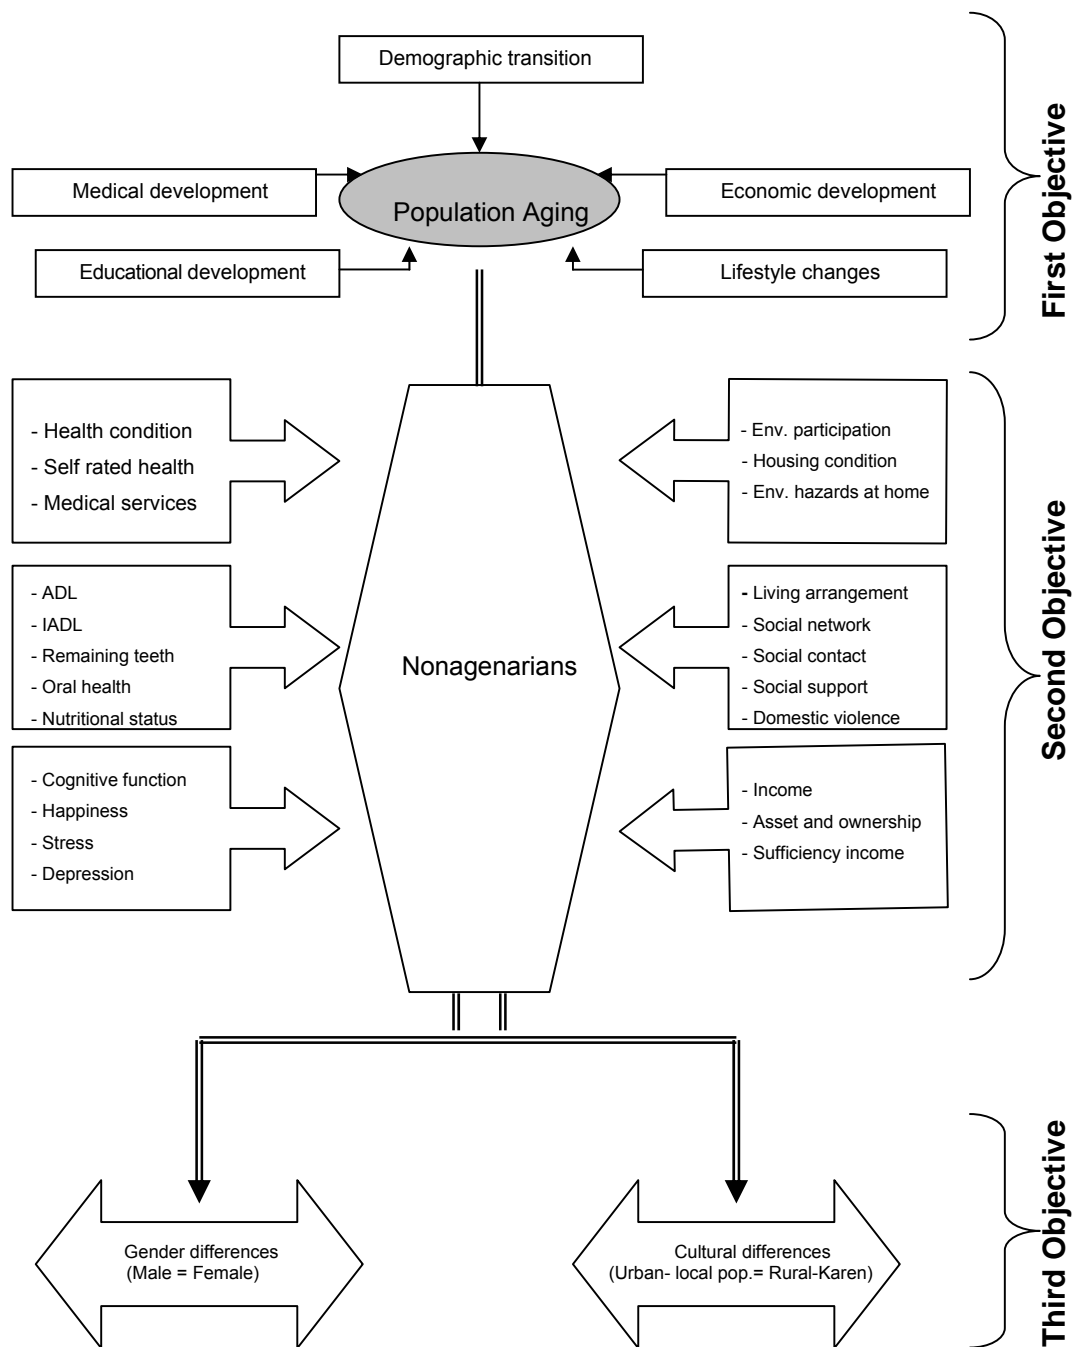 Demographic transition
Medical development
Population Aging
Economic development
Educational development
Lifestyle changes
First Objective
- Health condition
- Self rated health
- Medical services
- Env. participation
- Housing condition
- Env. hazards at home
- ADL
- IADL
- Remaining teeth
- Oral health
- Nutritional status
Nonagenarians
- Living arrangement
- Social network
- Social contact
- Social support
- Domestic violence
- Cognitive function
- Happiness
- Stress
- Depression
- Income
- Asset and ownership
- Sufficiency income
Second Objective
Gender differences
(Male = Female)
Cultural differences
(Urban- local pop.= Rural-Karen)
Third Objective